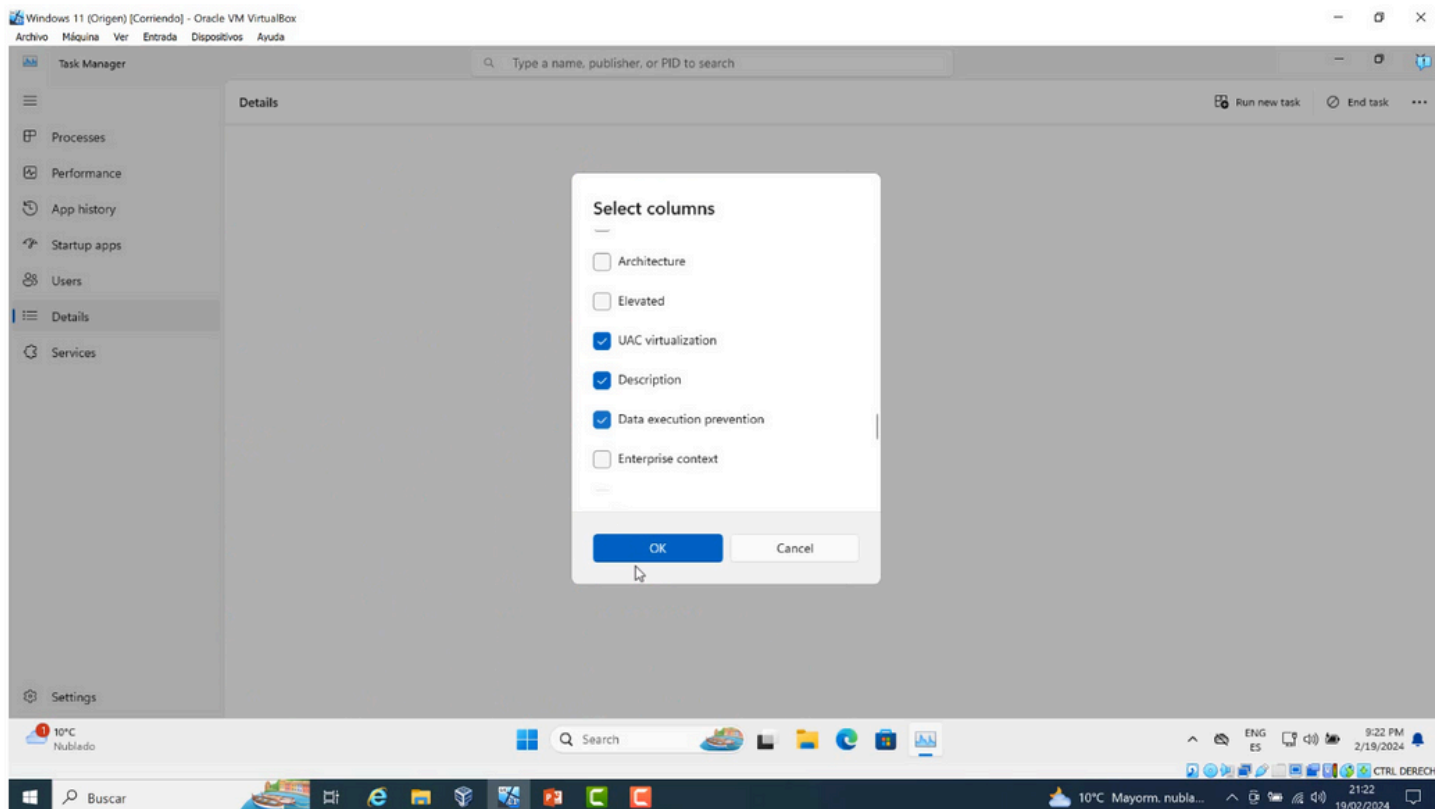 Windows 11 (Origen) [Corriendo] - Oracle VM VirtualBox
Archivo Máquina Ver Entrada Dispositivos Ayuda
Task Manager
Type a name, publisher, or PID to search
Details
Run new task
End task
Processes
Performance
App history
Startup apps
Users
Details
Services
Settings
Select columns
Architecture
Elevated
UAC virtualization
Description
Data execution prevention
Enterprise context
OK
Cancel
1
10°C
Nublado
Search
ENG
ES
9:22 PM
2/19/2024
CTRL DERECH
Buscar
10°C Mayorm. nubla...
21:22
19/02/2024